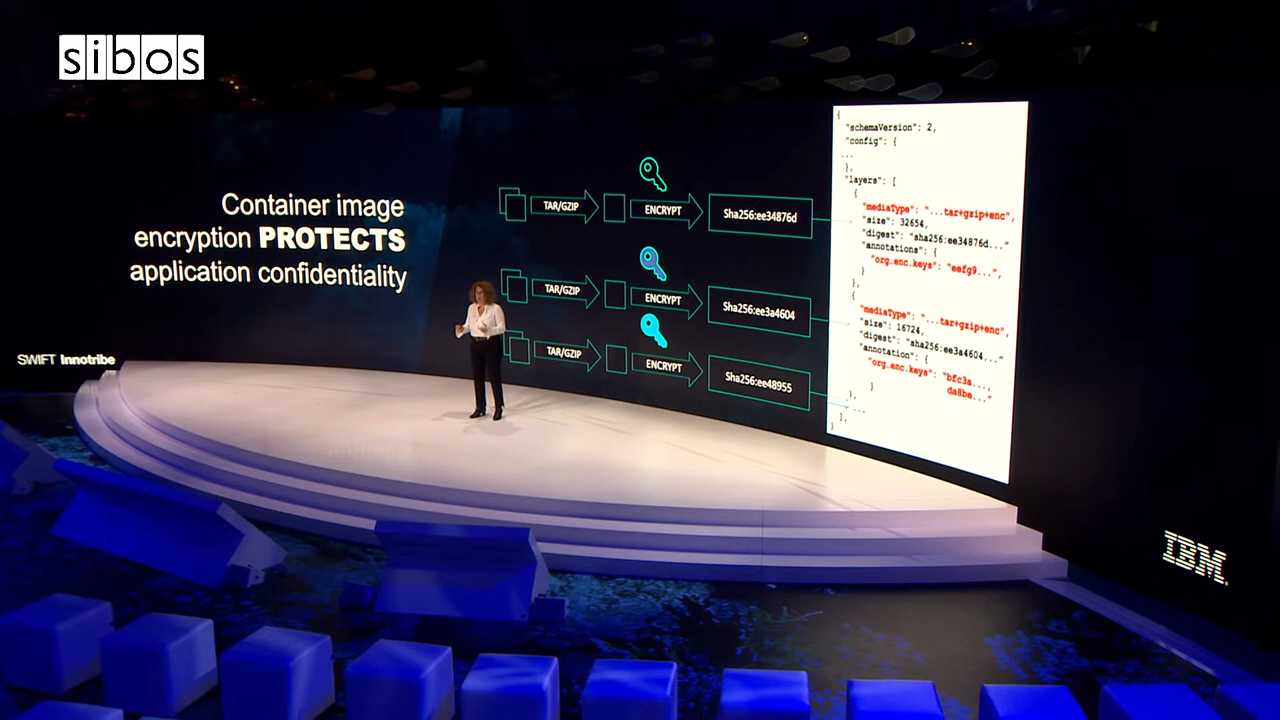 sibos
Container image
encryption PROTECTS
application confidentiality
SWIFT Innotribe
TAR/GZIP
ENCRYPT
Sha256:ee34876d
TAR/GZIP
ENCRYPT
Sha256:ee3a4604
TAR/GZIP
ENCRYPT
Sha256:ee48955
{
"schemaVersion": 2,
"config": {
...
},
"layers": [
{
"mediaType": "...tar+gzip+enc",
"size": 32654,
"digest": "sha256:ee34876d..."
"annotations": {
"org.enc.keys": "eefg9...",
}
},
{
"mediaType": "...tar+gzip+enc",
"size": 16724,
"digest": "sha256:ee3a4604..."
"annotation": {
"org.enc.keys": "bfc3a...,
da8be..."
}
},
...
],
}
IBM